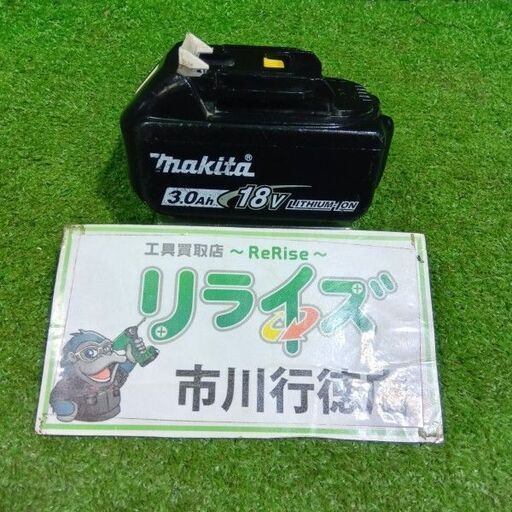 makita®
3.0Ah 18V LITHIUM-ION
工具買取店 ～ReRise～
リライズ
市川行徳店